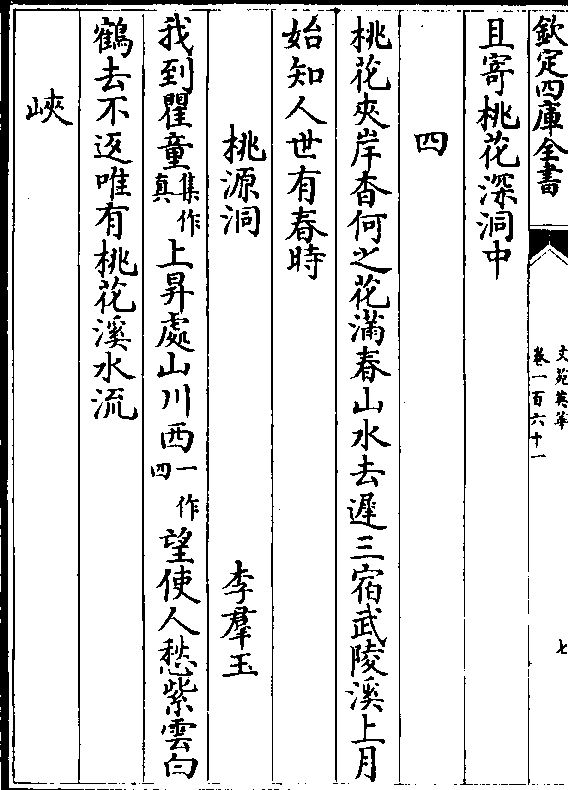 欽定四庫全書
文苑英華
卷一百六十一
七
且寄桃花深洞中
四
桃花夾岸杳何之花滿春山水去遲三宿武陵溪上月
始知人世有春時
桃源洞 李羣玉
我到瞿童集作真上昇處山川西一作四望使人愁紫雲白
鶴去不返唯有桃花溪水流
峽